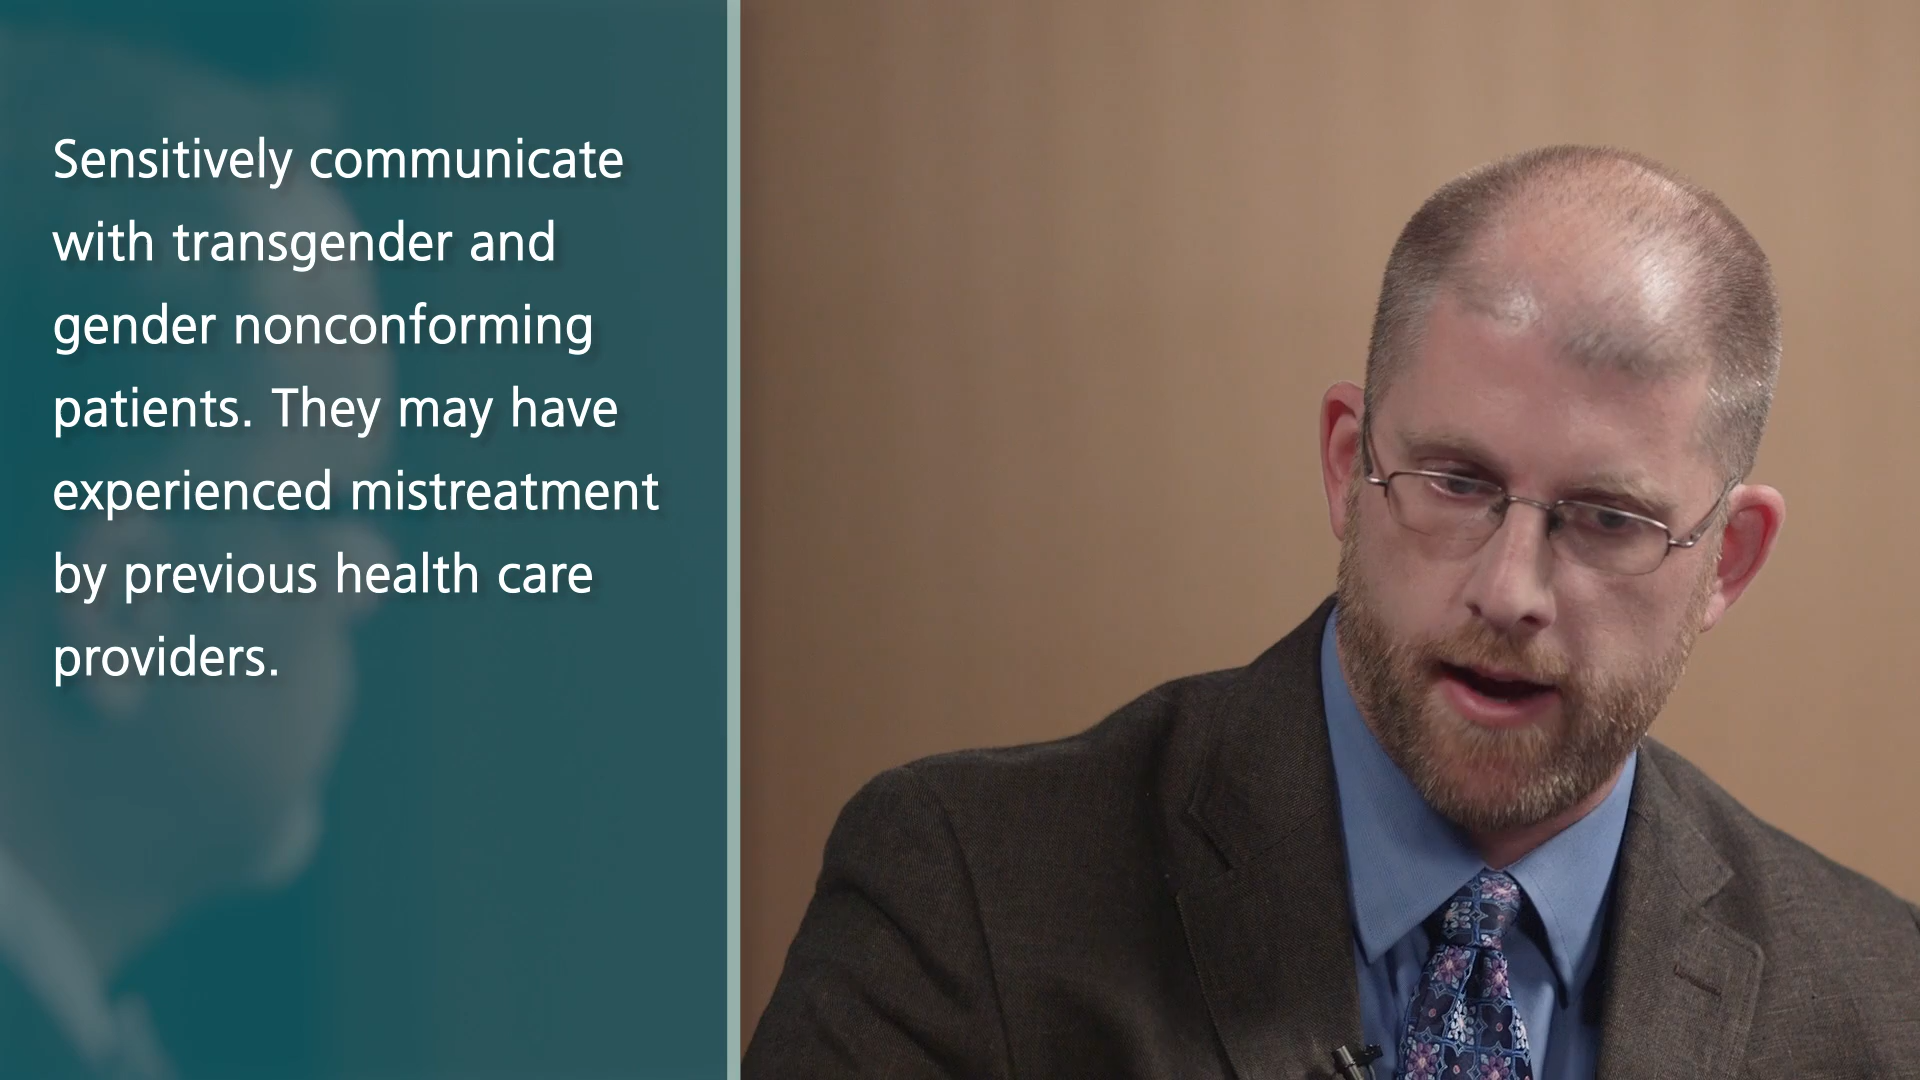 Sensitively communicate
with transgender and
gender nonconforming
patients. They may have
experienced mistreatment
by previous health care
providers.